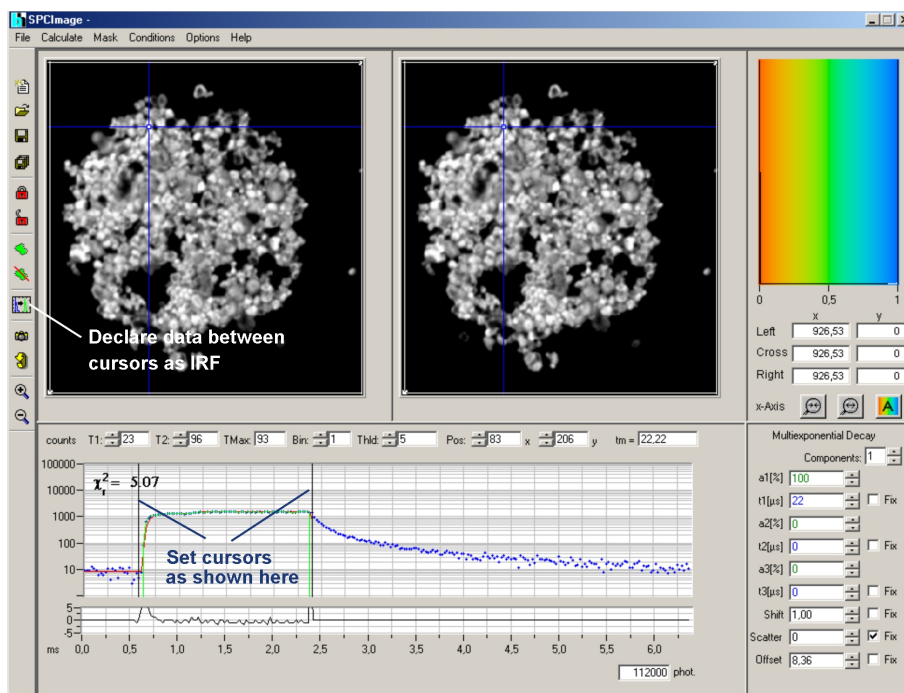 SPCImage -
File Calculate Mask Conditions Options Help
Declare data between
cursors as IRF
0 0,5 1
x y
Left 926,53 0
Cross 926,53 0
Right 926,53 0
x-Axis A
counts T1: 23 T2: 96 TMax: 93 Bin: 1 Thld: 5 Pos: 83 x 206 y tm = 22,22
100000
10000
1000
100
10
χr² = 5.07
Set cursors
as shown here
5
0
-5
ms 0,0 0,5 1,0 1,5 2,0 2,5 3,0 3,5 4,0 4,5 5,0 5,5 6,0
112000 phot.
Multiexponential Decay
Components: 1
a1[%] 100
t1[µs] 22 Fix
a2[%] 0
t2[µs] 0 Fix
a3[%] 0
t3[µs] 0 Fix
Shift 1,00 Fix
Scatter 0 Fix
Offset 8,36 Fix